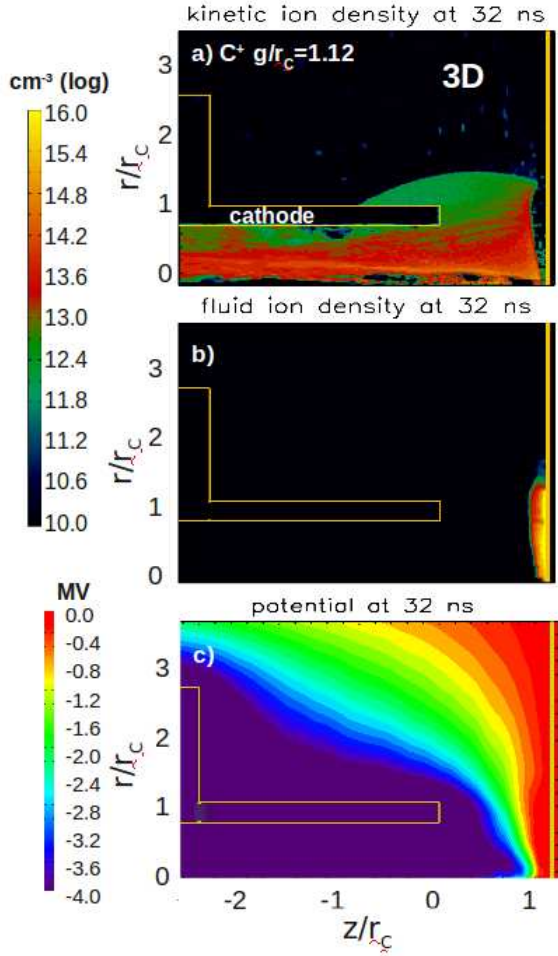 kinetic ion density at 32 ns
cm⁻³ (log)
16.0
15.4
14.8
14.2
13.6
13.0
12.4
11.8
11.2
10.6
10.0
a) C⁺ g/r_C=1.12
3D
cathode
r/r_C
3
2
1
0
fluid ion density at 32 ns
b)
r/r_C
3
2
1
0
MV
0.0
-0.4
-0.8
-1.2
-1.6
-2.0
-2.4
-2.8
-3.2
-3.6
-4.0
potential at 32 ns
c)
r/r_C
3
2
1
0
-2 -1 0 1
z/r_C